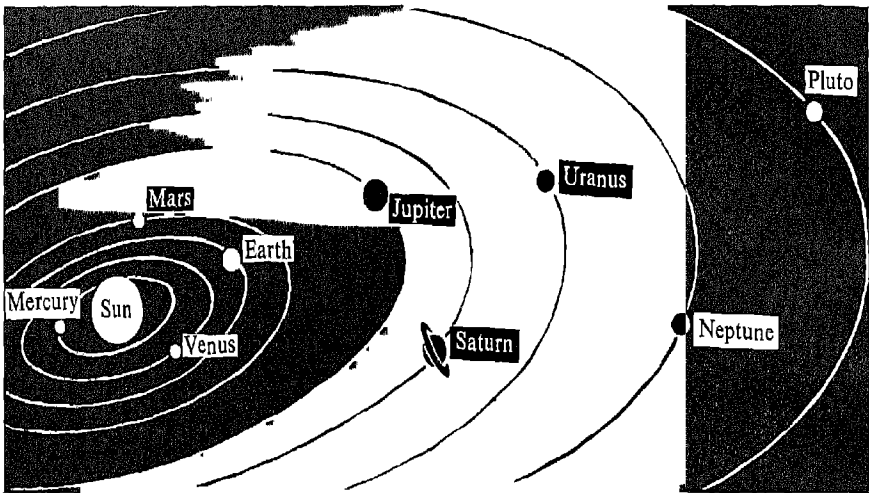 Pluto
Mars
Jupiter
Uranus
Earth
Mercury
Sun
Venus
Saturn
Neptune